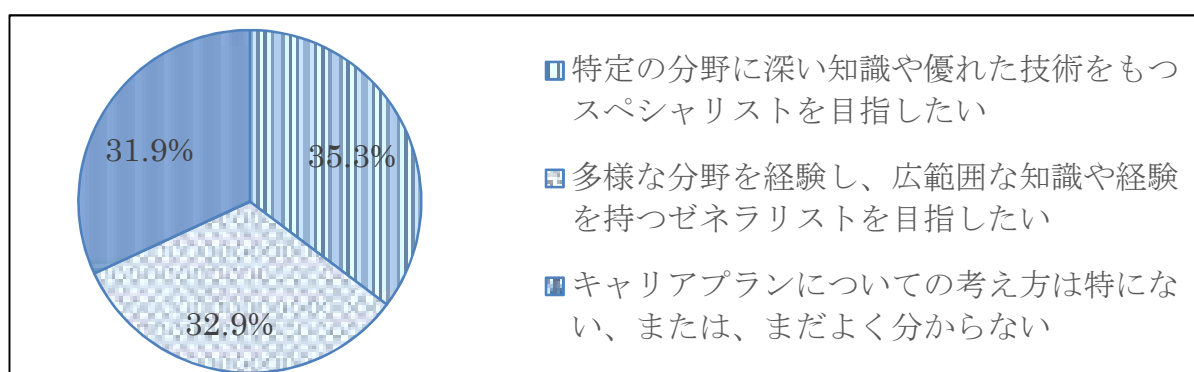 31.9%
35.3%
32.9%
特定の分野に深い知識や優れた技術をもつ
スペシャリストを目指したい
多様な分野を経験し、広範囲な知識や経験
を持つゼネラリストを目指したい
キャリアプランについての考え方は特にな
い、または、まだよく分からない